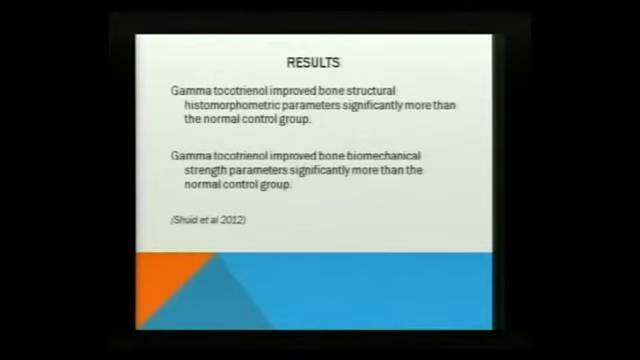 RESULTS
Gamma tocotrienol improved bone structural
histomorphometric parameters significantly more than
the normal control group.
Gamma tocotrienol improved bone biomechanical
strength parameters significantly more than the
normal control group.
(Shuid et al 2012)